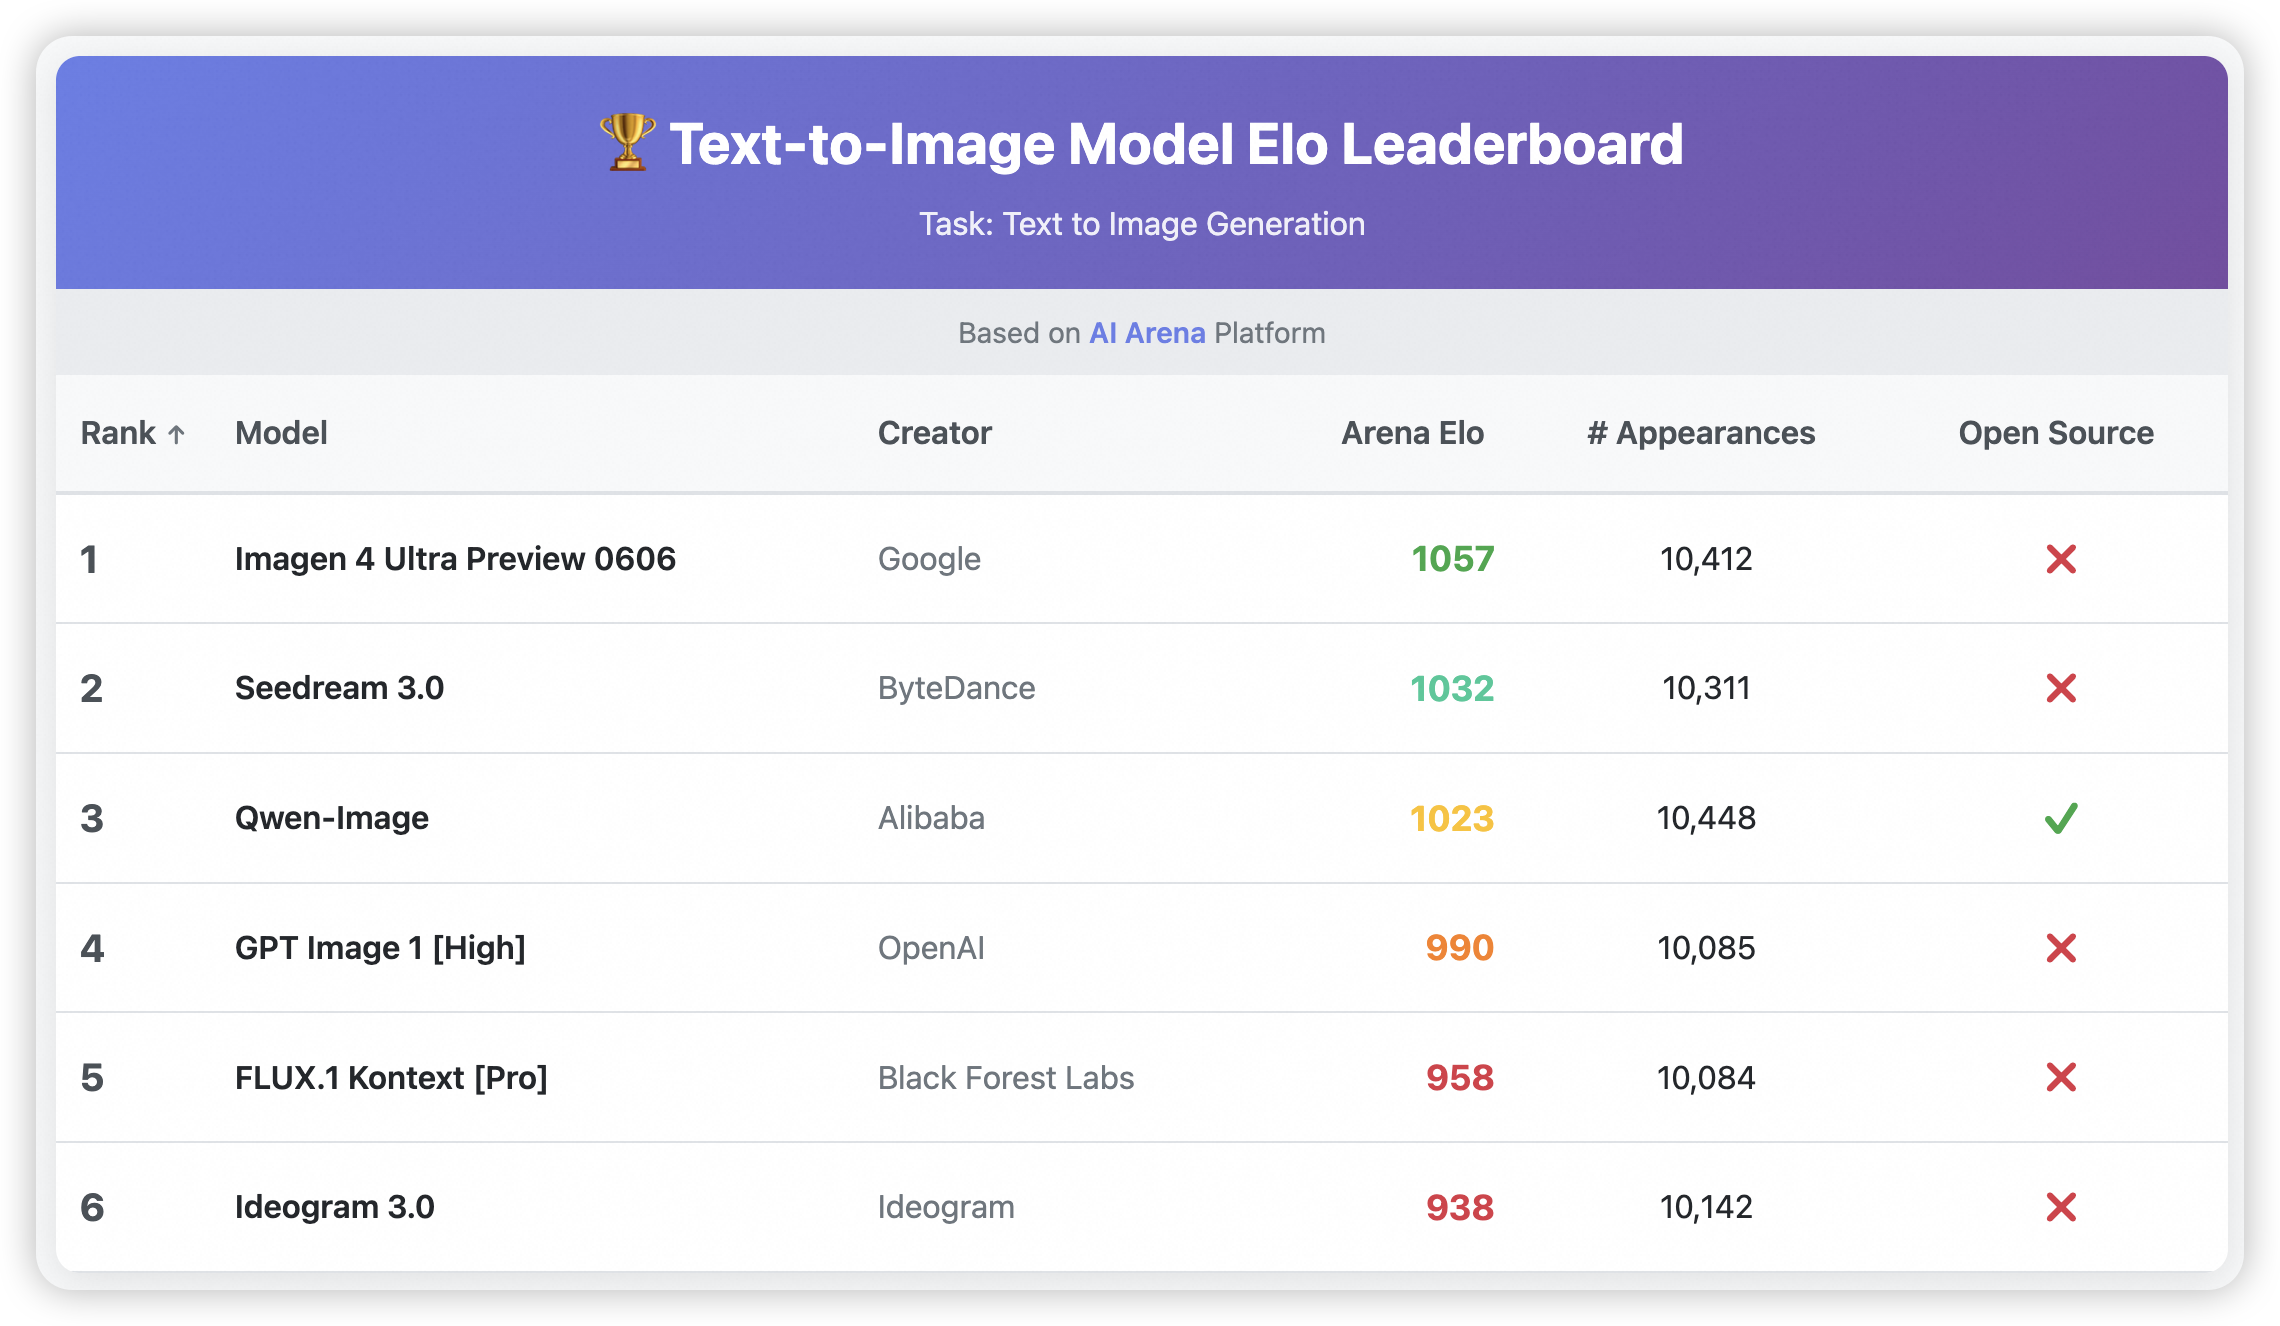 🏆 Text-to-Image Model Elo Leaderboard
Task: Text to Image Generation
Based on AI Arena Platform
Rank ↑ Model Creator Arena Elo # Appearances Open Source
1 Imagen 4 Ultra Preview 0606 Google 1057 10,412 ❌
2 Seedream 3.0 ByteDance 1032 10,311 ❌
3 Qwen-Image Alibaba 1023 10,448 ✔
4 GPT Image 1 [High] OpenAI 990 10,085 ❌
5 FLUX.1 Kontext [Pro] Black Forest Labs 958 10,084 ❌
6 Ideogram 3.0 Ideogram 938 10,142 ❌